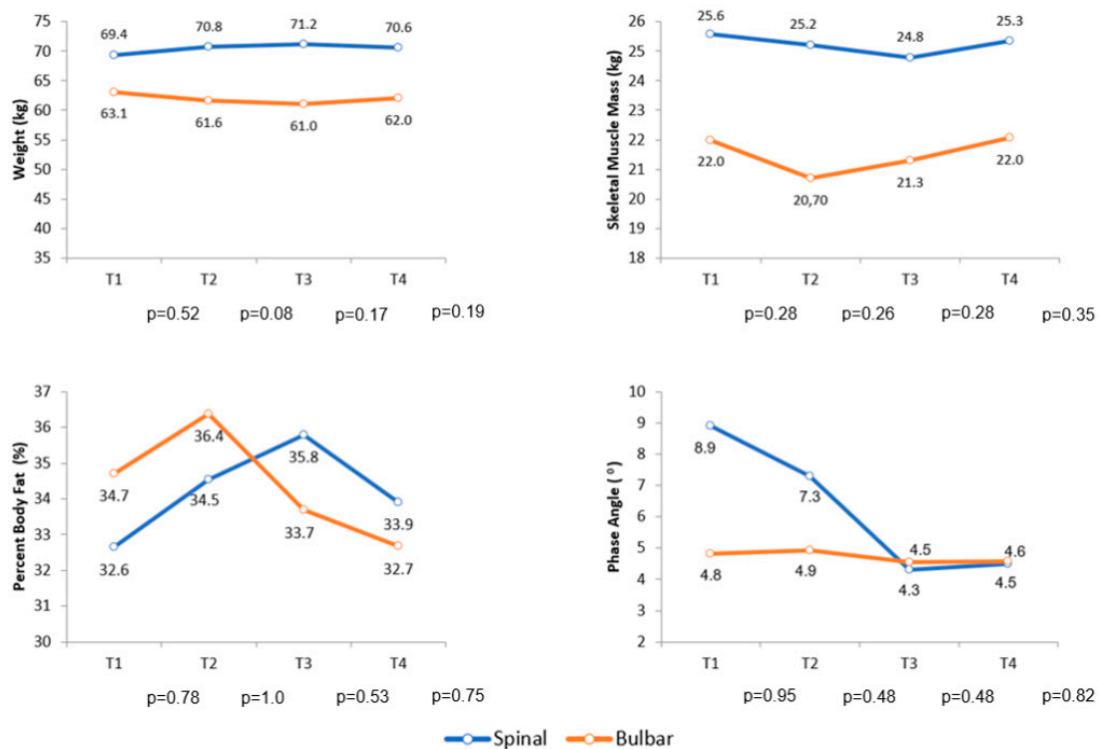 Weight (kg)
75
70
65
60
55
50
45
40
35
69.4 70.8 71.2 70.6
63.1 61.6 61.0 62.0
T1 T2 T3 T4
p=0.52 p=0.08 p=0.17 p=0.19
Skeletal Muscle Mass (kg)
26
25
24
23
22
21
20
19
18
25.6 25.2 24.8 25.3
22.0 20,70 21.3 22.0
T1 T2 T3 T4
p=0.28 p=0.26 p=0.28 p=0.35
Percent Body Fat (%)
37
36
35
34
33
32
31
30
34.7 36.4 33.7 32.7
32.6 34.5 35.8 33.9
T1 T2 T3 T4
p=0.78 p=1.0 p=0.53 p=0.75
Phase Angle ( º)
10
9
8
7
6
5
4
3
2
8.9 7.3 4.3 4.5
4.8 4.9 4.5 4.6
T1 T2 T3 T4
p=0.95 p=0.48 p=0.48 p=0.82
Spinal Bulbar